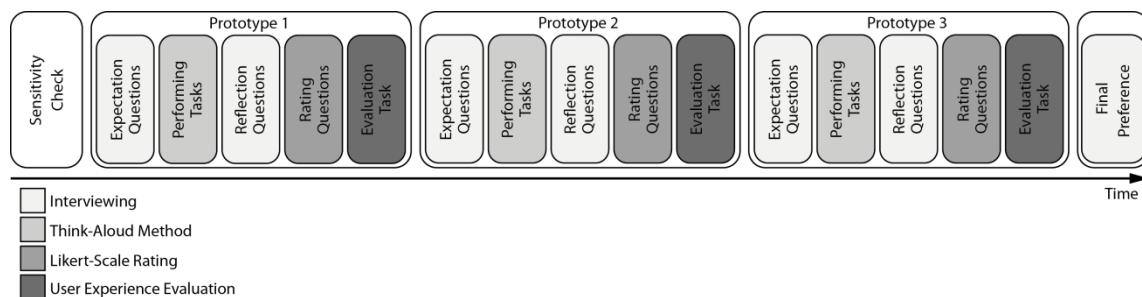 Sensitivity
Check
Prototype 1
Expectation
Questions
Performing
Tasks
Reflection
Questions
Rating
Questions
Evaluation
Task
Prototype 2
Expectation
Questions
Performing
Tasks
Reflection
Questions
Rating
Questions
Evaluation
Task
Prototype 3
Expectation
Questions
Performing
Tasks
Reflection
Questions
Rating
Questions
Evaluation
Task
Final
Preference
Time
Interviewing
Think-Aloud Method
Likert-Scale Rating
User Experience Evaluation